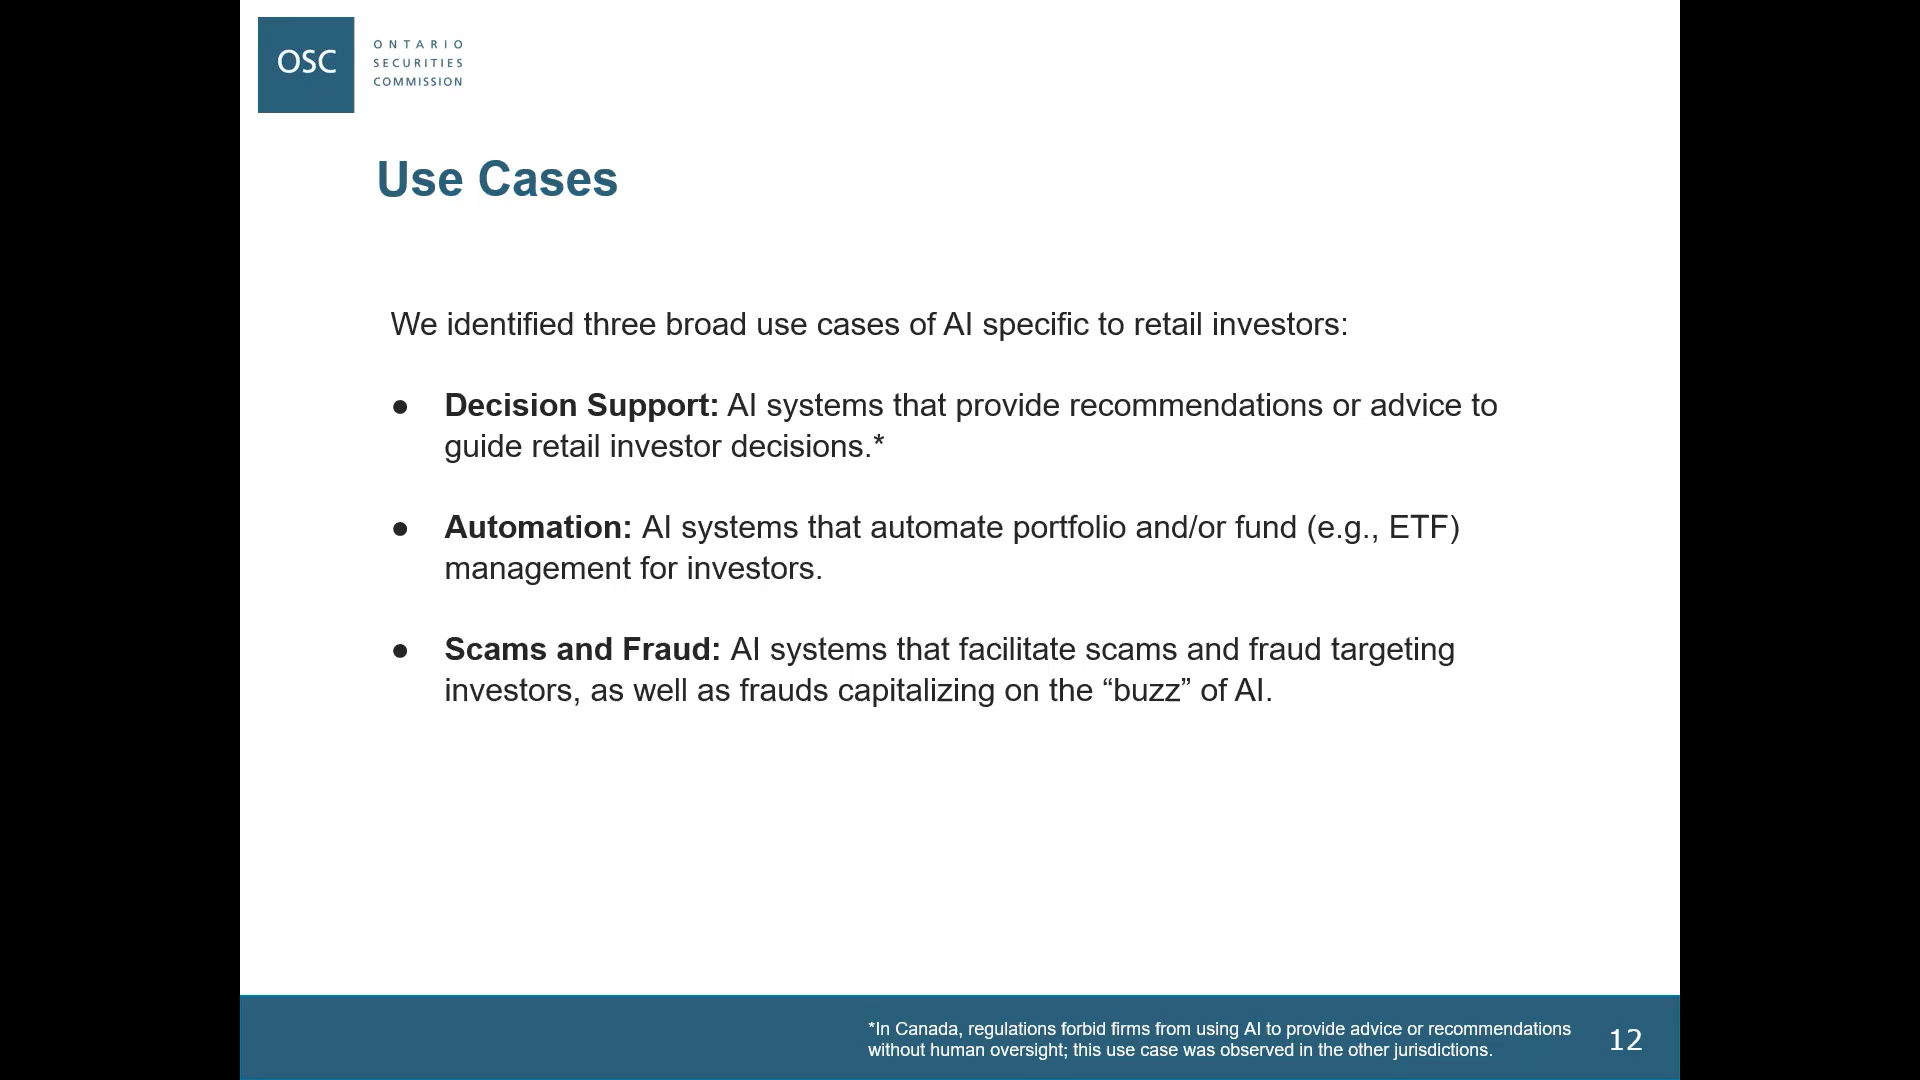 OSC
ONTARIO
SECURITIES
COMMISSION
Use Cases
We identified three broad use cases of AI specific to retail investors:
● Decision Support: AI systems that provide recommendations or advice to
guide retail investor decisions.*
● Automation: AI systems that automate portfolio and/or fund (e.g., ETF)
management for investors.
● Scams and Fraud: AI systems that facilitate scams and fraud targeting
investors, as well as frauds capitalizing on the “buzz” of AI.
*In Canada, regulations forbid firms from using AI to provide advice or recommendations
without human oversight; this use case was observed in the other jurisdictions.
12